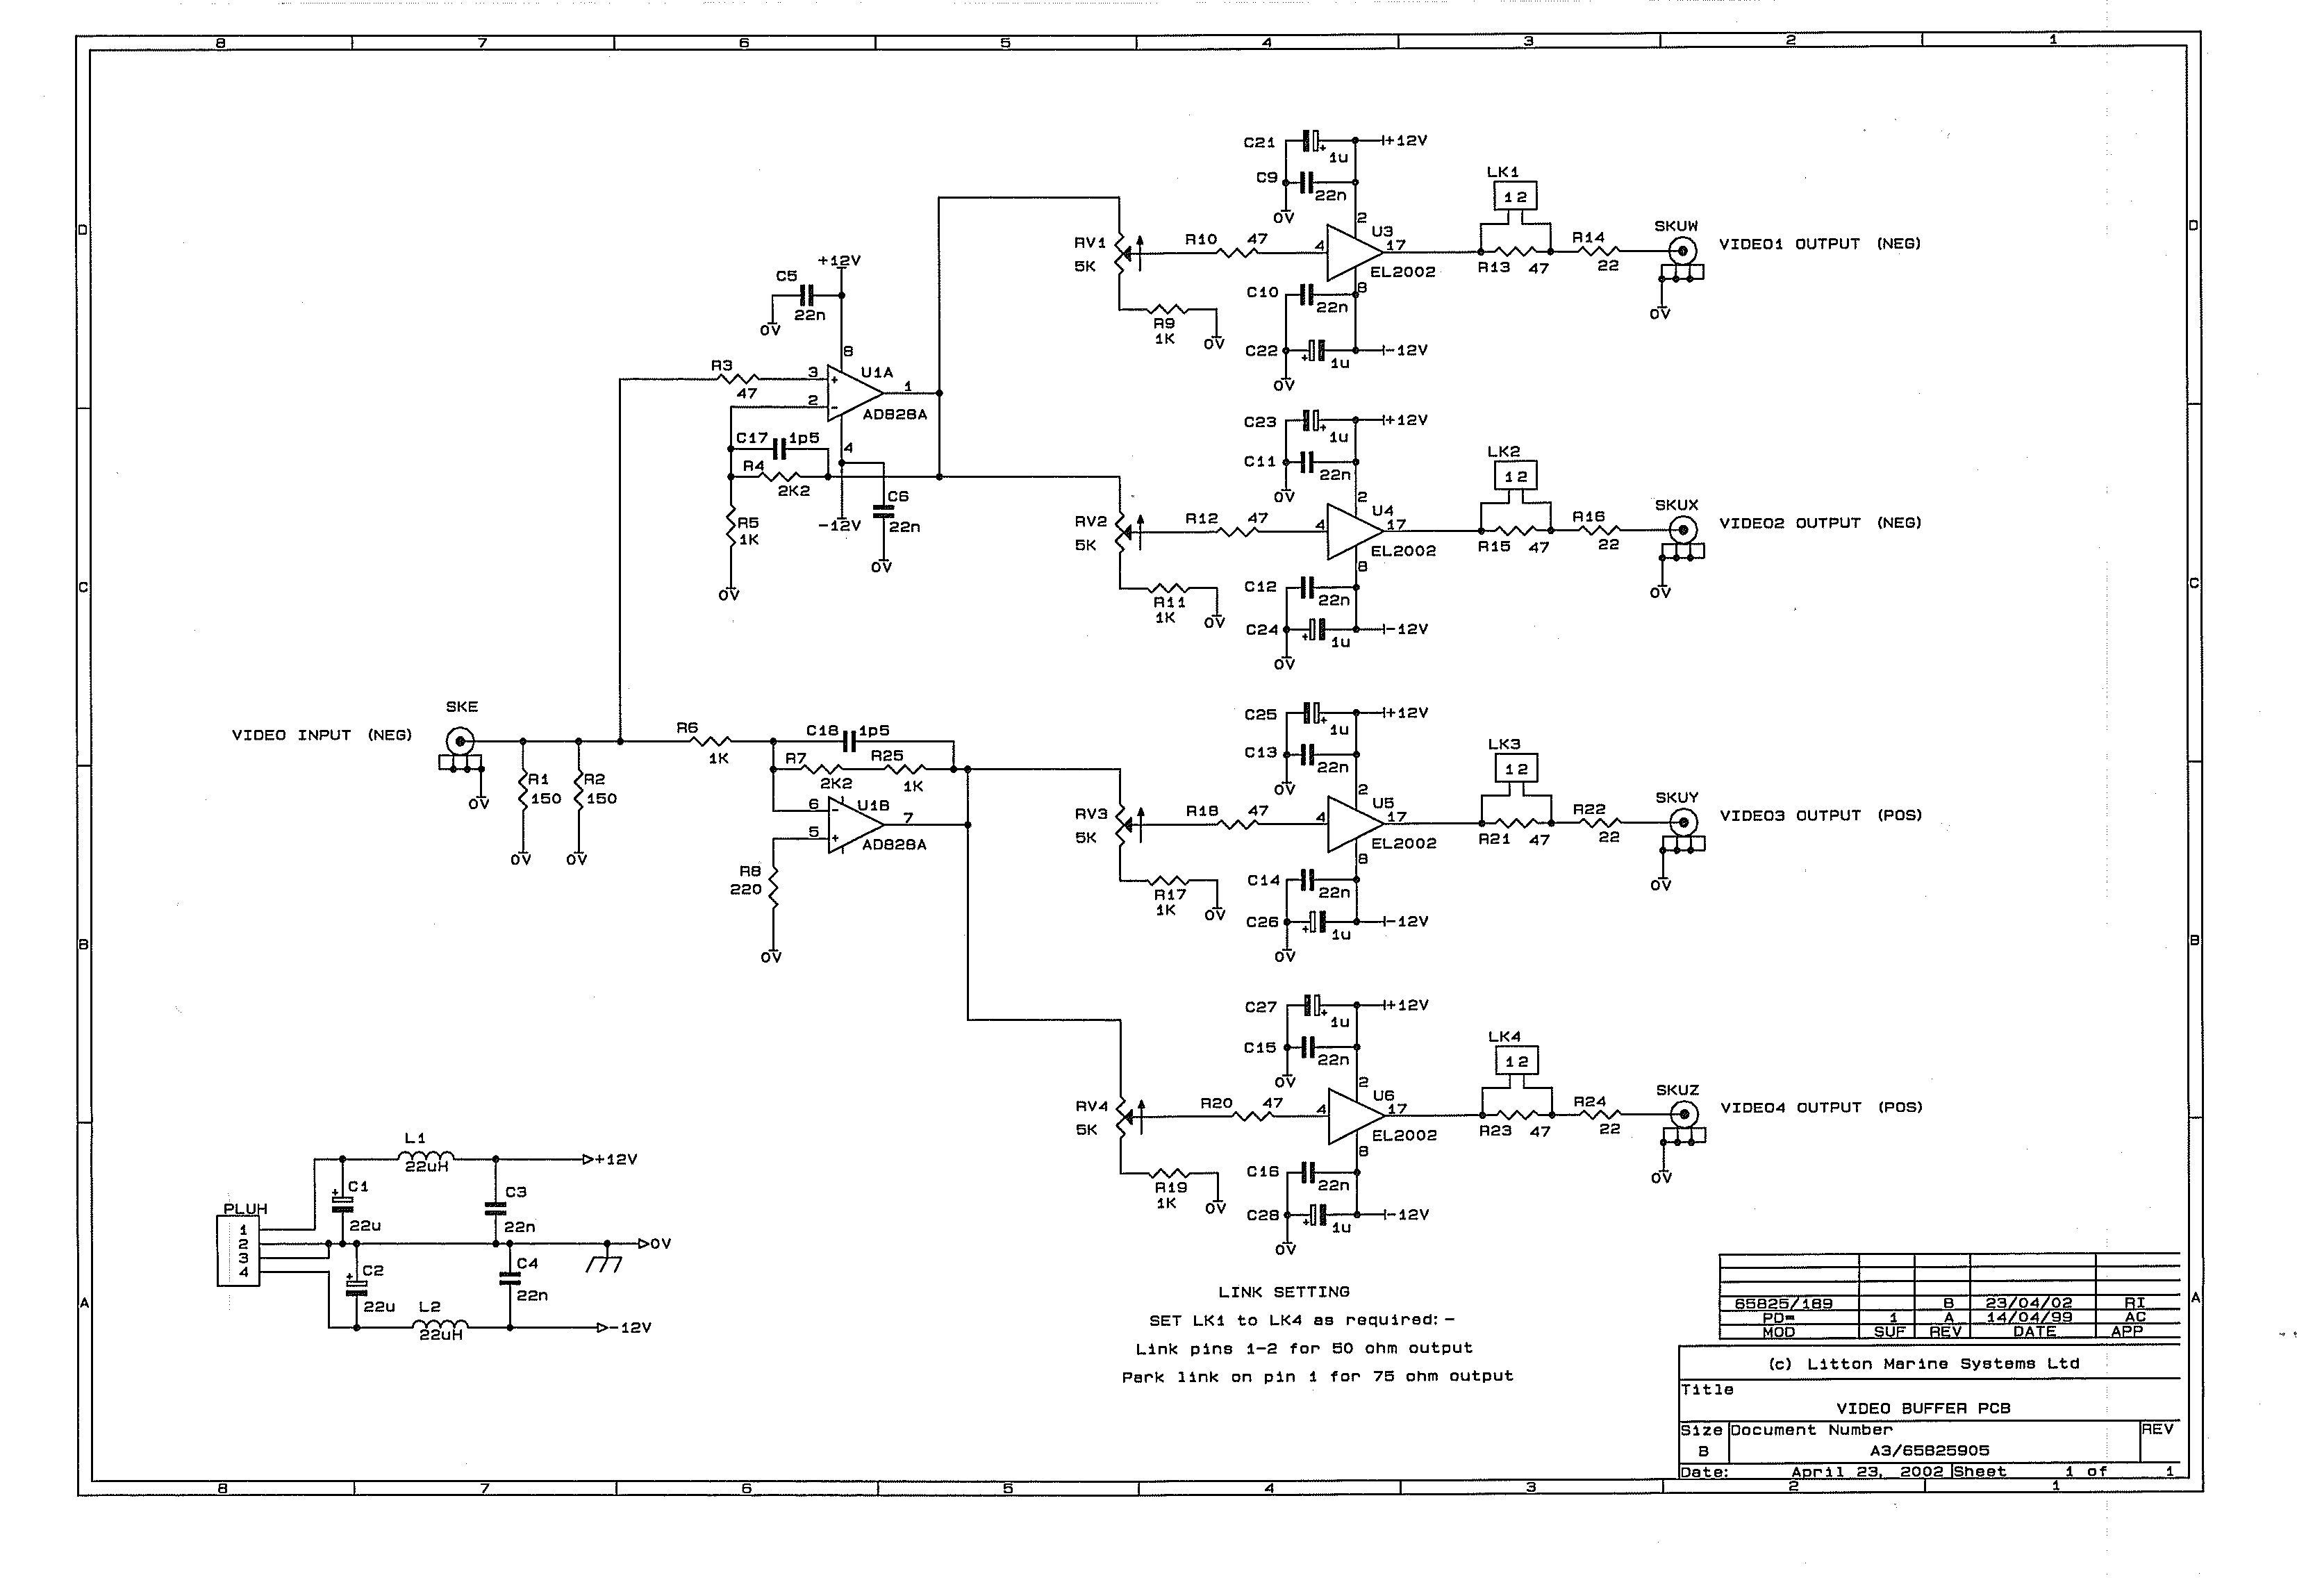 8 7 6 5 4 3 2 1
D
C
B
A
D
C
B
A
C21
1u
+12V
C9
22n
0V
2
LK1
1 2
RV1
5K
R10 47
4
U3
17
EL2002
R13 47
R14
22
SKUW
VIDEO1 OUTPUT (NEG)
0V
R9
1K
0V
C10
8
22n
C22
1u
-12V
0V
+12V
C5
22n
0V
8
R3
47
3
+
U1A
1
2
-
AD828A
C17 1p5
4
R4
2K2
C6
22n
-12V
R5
1K
0V
0V
C23
1u
+12V
C11
22n
0V
2
LK2
1 2
RV2
5K
R12 47
4
U4
17
EL2002
R15 47
R16
22
SKUX
VIDEO2 OUTPUT (NEG)
0V
R11
1K
0V
8
C12
22n
C24
1u
-12V
0V
SKE
VIDEO INPUT (NEG)
0V
R1
150
R2
150
0V 0V
R6
1K
C18 1p5
R7
2K2
R25
1K
6
-
U1B
7
5
+
AD828A
R8
220
0V
C25
1u
+12V
C13
22n
0V
2
LK3
1 2
RV3
5K
R18 47
4
U5
17
EL2002
R21 47
R22
22
SKUY
VIDEO3 OUTPUT (POS)
0V
R17
1K
0V
8
C14
22n
C26
1u
-12V
0V
C27
1u
+12V
C15
22n
0V
2
LK4
1 2
RV4
5K
R20 47
4
U6
17
EL2002
R23 47
R24
22
SKUZ
VIDEO4 OUTPUT (POS)
0V
R19
1K
0V
8
C16
22n
C28
1u
-12V
0V
L1
22uH
+12V
PLUH
1
2
3
4
+
C1
22u
C3
22n
0V
+
C2
22u
C4
22n
L2
22uH
-12V
LINK SETTING
SET LK1 to LK4 as required:-
Link pins 1-2 for 50 ohm output
Park link on pin 1 for 75 ohm output
65825/189 B 23/04/02 RI
PD= 1 A 14/04/99 AC
MOD SUF REV DATE APP
(c) Litton Marine Systems Ltd
Title
VIDEO BUFFER PCB
Size Document Number REV
B A3/65825905
Date: April 23, 2002 Sheet 1 of 1
8 7 6 5 4 3 2 1